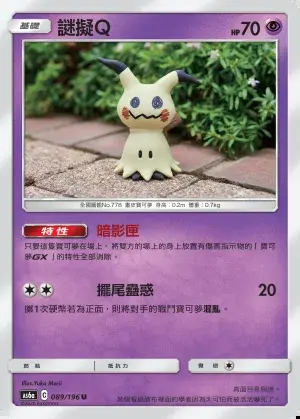 基礎 謎擬Q HP70
全國圖鑑No.778 畫皮寶可夢 身高：0.2m 體重：0.7kg
特性 暗影匣
只要這隻寶可夢在場上，將雙方的場上的身上放置有傷害指示物的「寶可
夢GX」的特性全部消除。
擺尾蠱惑 20
擲1次硬幣若為正面，則將對手的戰鬥寶可夢混亂。
Illus.Yuka Morii
弱點 抵抗力 撤退
AS6a C 089/196 U